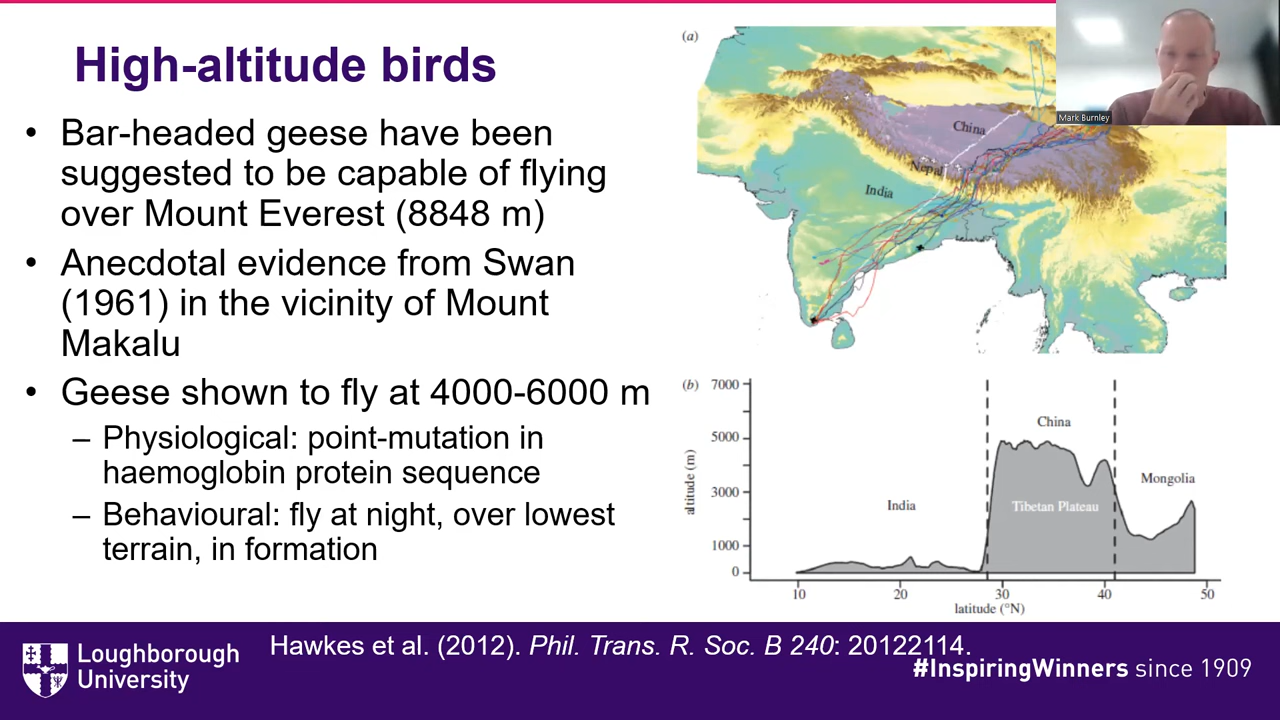 High-altitude birds
• Bar-headed geese have been
suggested to be capable of flying
over Mount Everest (8848 m)
• Anecdotal evidence from Swan
(1961) in the vicinity of Mount
Makalu
• Geese shown to fly at 4000-6000 m
– Physiological: point-mutation in
haemoglobin protein sequence
– Behavioural: fly at night, over lowest
terrain, in formation
(a)
China
Nepal
India
Mark Burnley
(b)
7000
5000
3000
1000
0
altitude (m)
India
China
Tibetan Plateau
Mongolia
10 20 30 40 50
latitude (°N)
Hawkes et al. (2012). Phil. Trans. R. Soc. B 240: 20122114.
Loughborough
University
#InspiringWinners since 1909